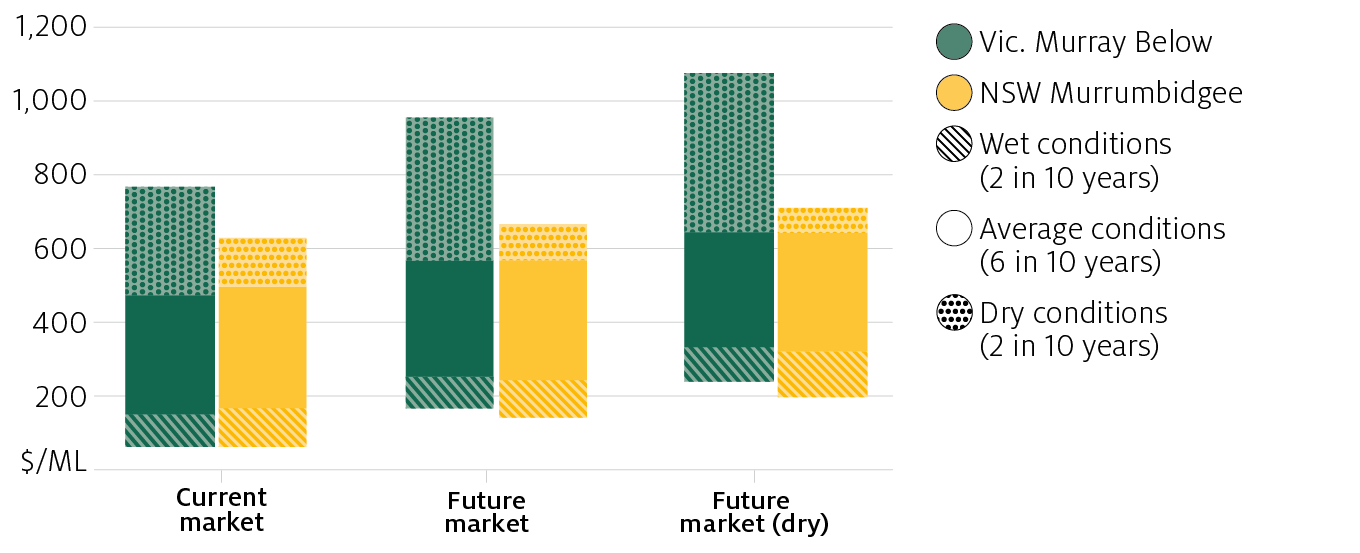 1,200
1,000
800
600
400
200
$/ML
Current
market
Future
market
Future
market (dry)
Vic. Murray Below
NSW Murrumbidgee
Wet conditions
(2 in 10 years)
Average conditions
(6 in 10 years)
Dry conditions
(2 in 10 years)